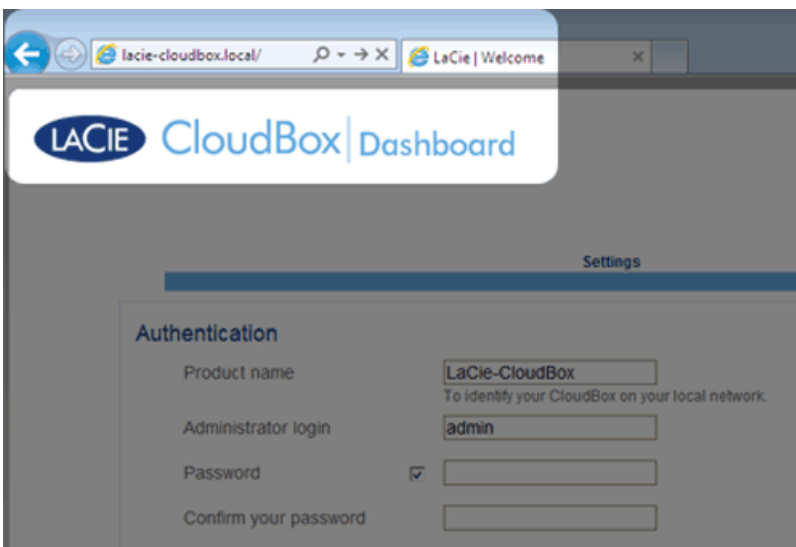 lacie-cloudbox.local/
LaCie | Welcome
LACIE CloudBox | Dashboard
Settings
Authentication
Product name LaCie-CloudBox
To identify your CloudBox on your local network.
Administrator login admin
Password
Confirm your password